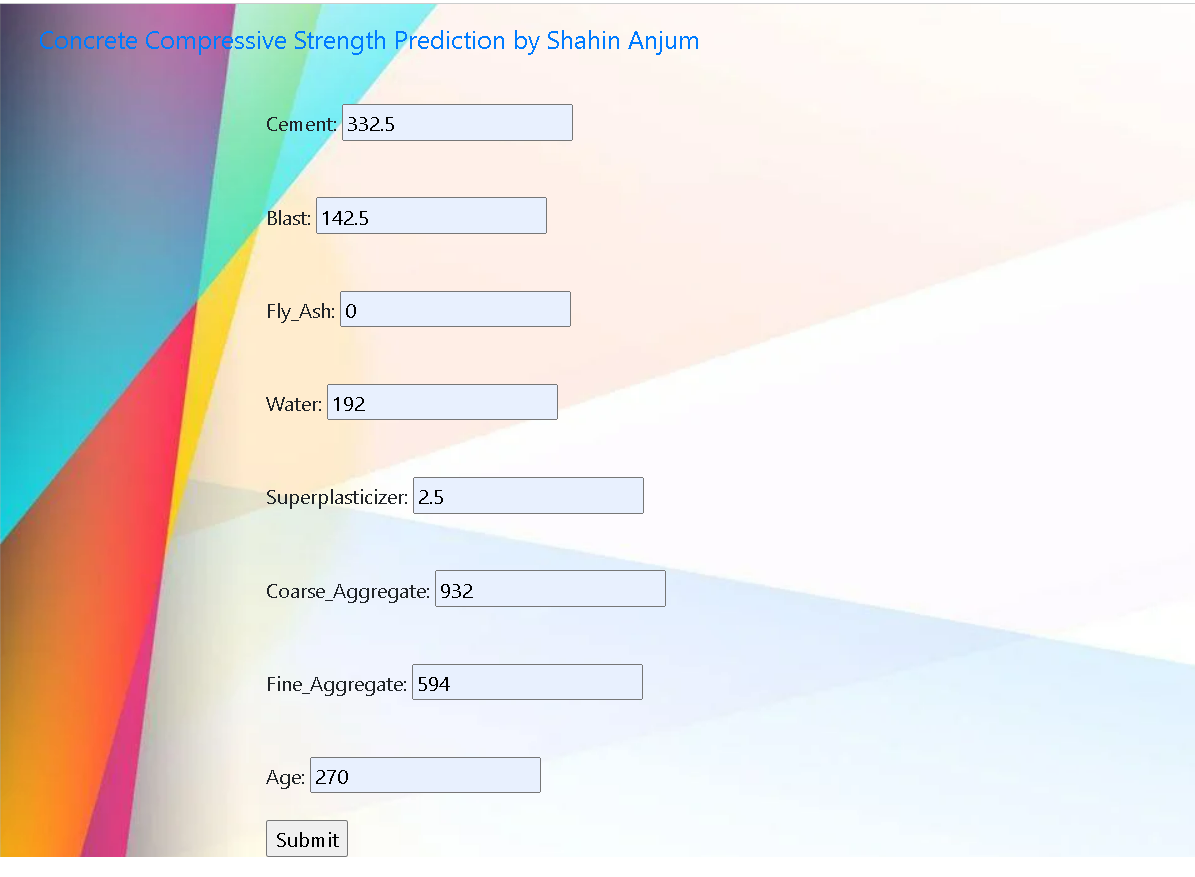 Concrete Compressive Strength Prediction by Shahin Anjum
Cement: 332.5
Blast: 142.5
Fly_Ash: 0
Water: 192
Superplasticizer: 2.5
Coarse_Aggregate: 932
Fine_Aggregate: 594
Age: 270
Submit